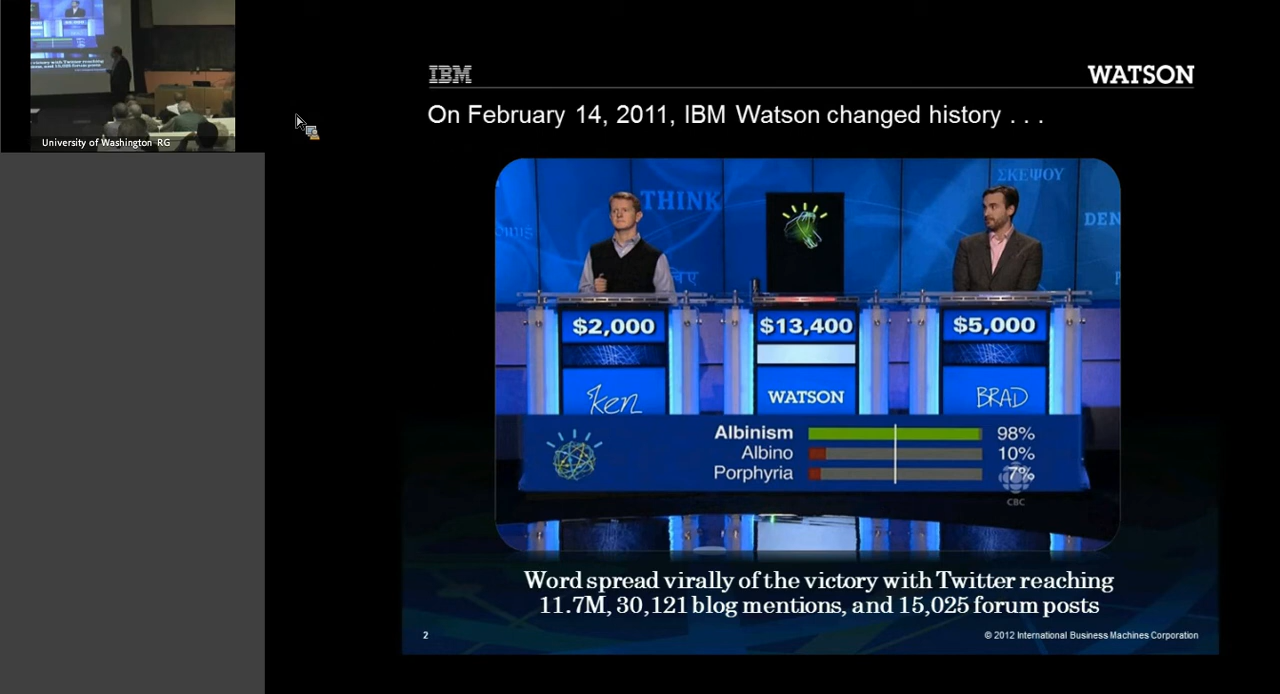 University of Washington RG
IBM
WATSON
On February 14, 2011, IBM Watson changed history . . .
THINK
ΣΚΕΨΟΥ
DEN
$2,000
$13,400
$5,000
Ken
WATSON
BRAD
Albinism 98%
Albino 10%
Porphyria 7%
CBC
Word spread virally of the victory with Twitter reaching
11.7M, 30,121 blog mentions, and 15,025 forum posts
2
© 2012 International Business Machines Corporation